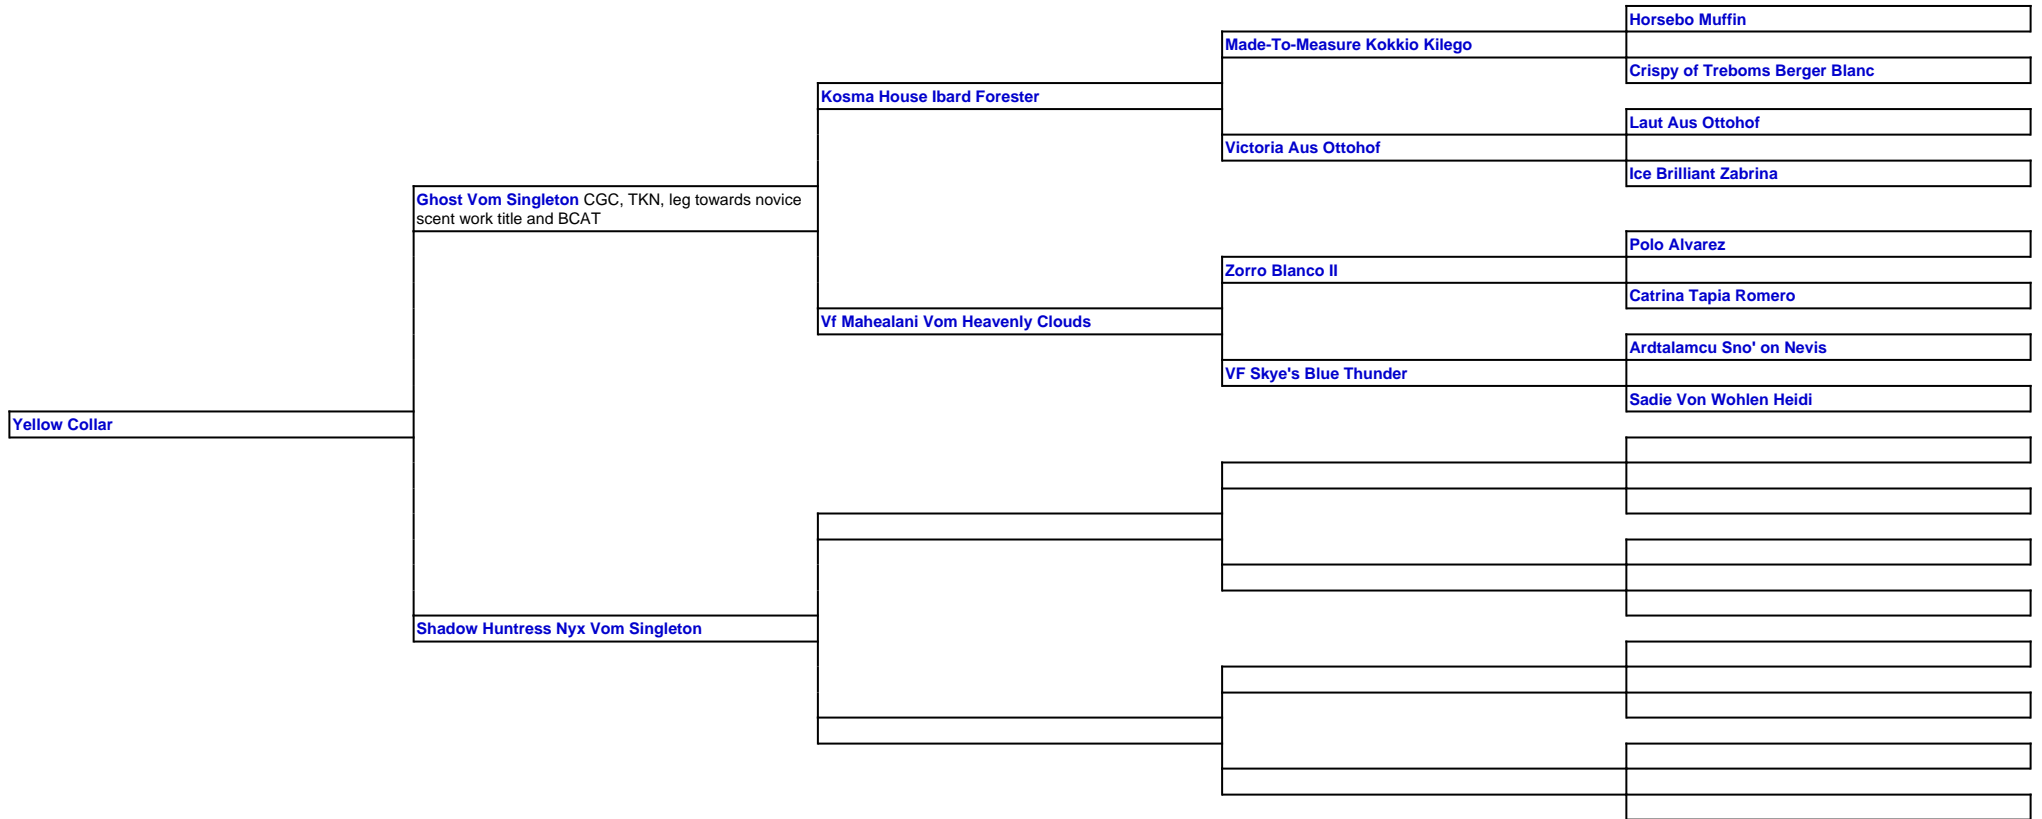 Horsebo Muffin
Made-To-Measure Kokkio Kilego
Crispy of Treboms Berger Blanc
Kosma House Ibard Forester
Laut Aus Ottohof
Victoria Aus Ottohof
Ice Brilliant Zabrina
Ghost Vom Singleton CGC, TKN, leg towards novice
scent work title and BCAT
Polo Alvarez
Zorro Blanco II
Catrina Tapia Romero
Vf Mahealani Vom Heavenly Clouds
Ardtalamcu Sno' on Nevis
VF Skye's Blue Thunder
Sadie Von Wohlen Heidi
Yellow Collar
Shadow Huntress Nyx Vom Singleton